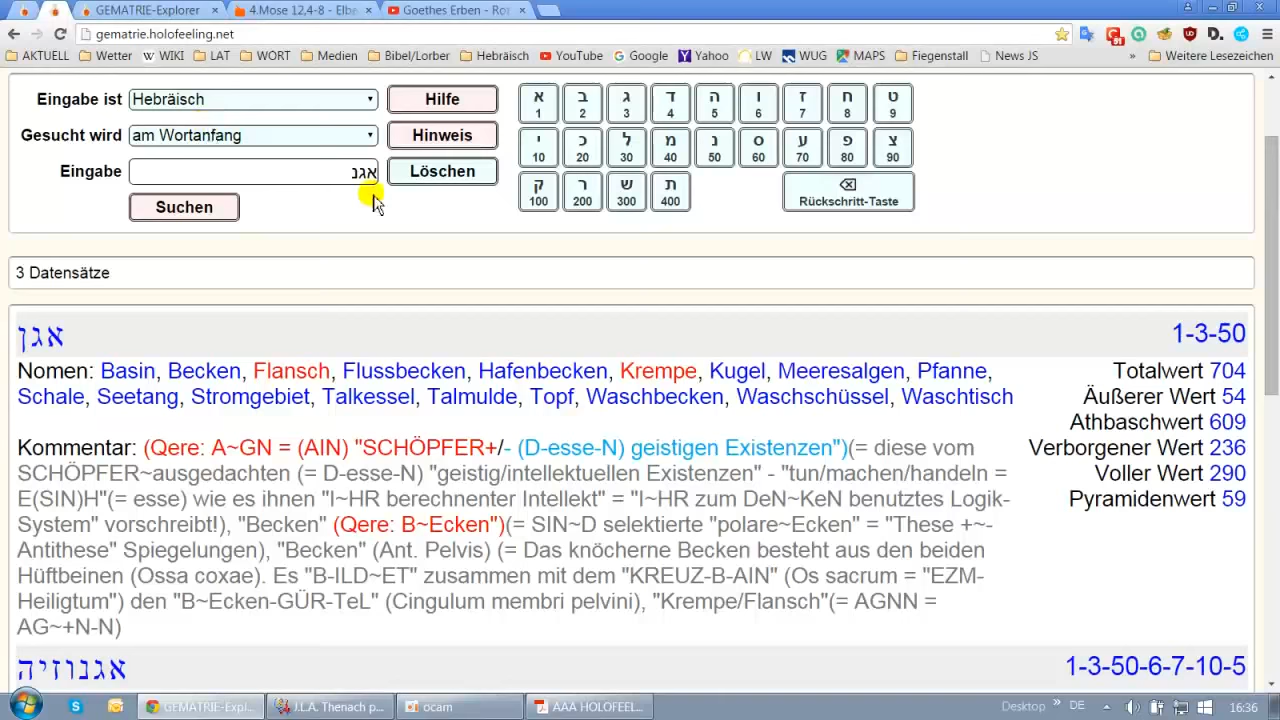 GEMATRIE-Explorer
4.Mose 12,4-8 - Elbe
Goethes Erben - Ros
gematrie.holofeeling.net
91
AKTUELL Wetter WIKI LAND WORT Medien Bibel/Lorber Hebräisch YouTube Google Yahoo LW WUG MAPS Fiegenstall News JS » Weitere Lesezeichen
Eingabe ist Hebräisch Hilfe
Gesucht wird am Wortanfang Hinweis
Eingabe אגנ Löschen
Suchen
א ב ג ד ה ו ז ח ט
1 2 3 4 5 6 7 8 9
י כ ל מ נ ס ע פ צ
10 20 30 40 50 60 70 80 90
ק ר ש ת
100 200 300 400 Rückschritt-Taste
3 Datensätze
אגן 1-3-50
Nomen: Basin, Becken, Flansch, Flussbecken, Hafenbecken, Krempe, Kugel, Meeresalgen, Pfanne,
Schale, Seetang, Stromgebiet, Talkessel, Talmulde, Topf, Waschbecken, Waschschüssel, Waschtisch
Kommentar: (Qere: A~GN = (AIN) "SCHÖPFER+/- (D-esse-N) geistigen Existenzen")(= diese vom
SCHÖPFER~ausgedachten (= D-esse-N) "geistig/intellektuellen Existenzen" - "tun/machen/handeln =
E(SIN)H"(= esse) wie es ihnen "I~HR berechnenter Intellekt" = "I~HR zum DeN~KeN benutztes Logik-
System" vorschreibt!), "Becken" (Qere: B~Ecken")(= SIN~D selektierte "polare~Ecken" = "These +~-
Antithese" Spiegelungen), "Becken" (Ant. Pelvis) (= Das knöcherne Becken besteht aus den beiden
Hüftbeinen (Ossa coxae). Es "B-ILD~ET" zusammen mit dem "KREUZ-B-AIN" (Os sacrum = "EZM-
Heiligtum") den "B~Ecken-GÜR-TeL" (Cingulum membri pelvini), "Krempe/Flansch"(= AGNN =
AG~+N-N)
Totalwert 704
Äußerer Wert 54
Athbaschwert 609
Verborgener Wert 236
Voller Wert 290
Pyramidenwert 59
אגנוזיה 1-3-50-6-7-10-5
GEMATRIE-Expl... J.L.A. Thenach p... ocam AAA HOLOFEEL... Desktop » DE 16:36